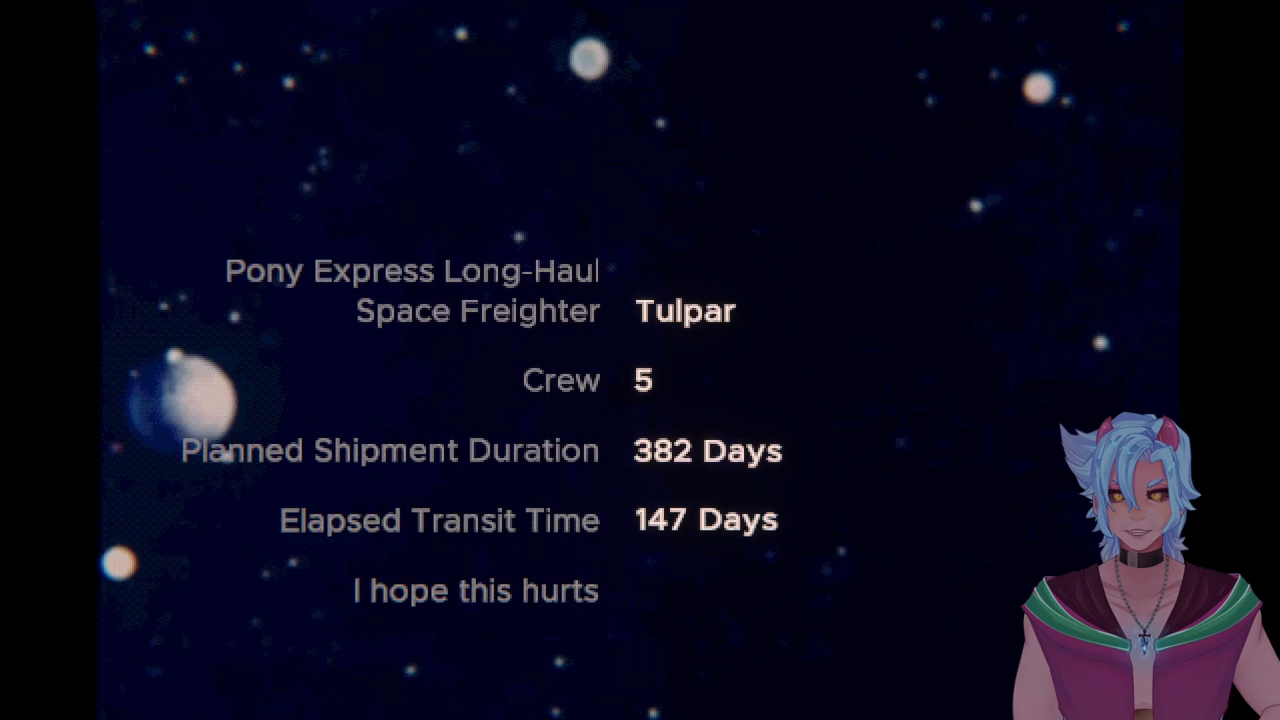 Pony Express Long-Haul
Space Freighter Tulpar
Crew 5
Planned Shipment Duration 382 Days
Elapsed Transit Time 147 Days
I hope this hurts